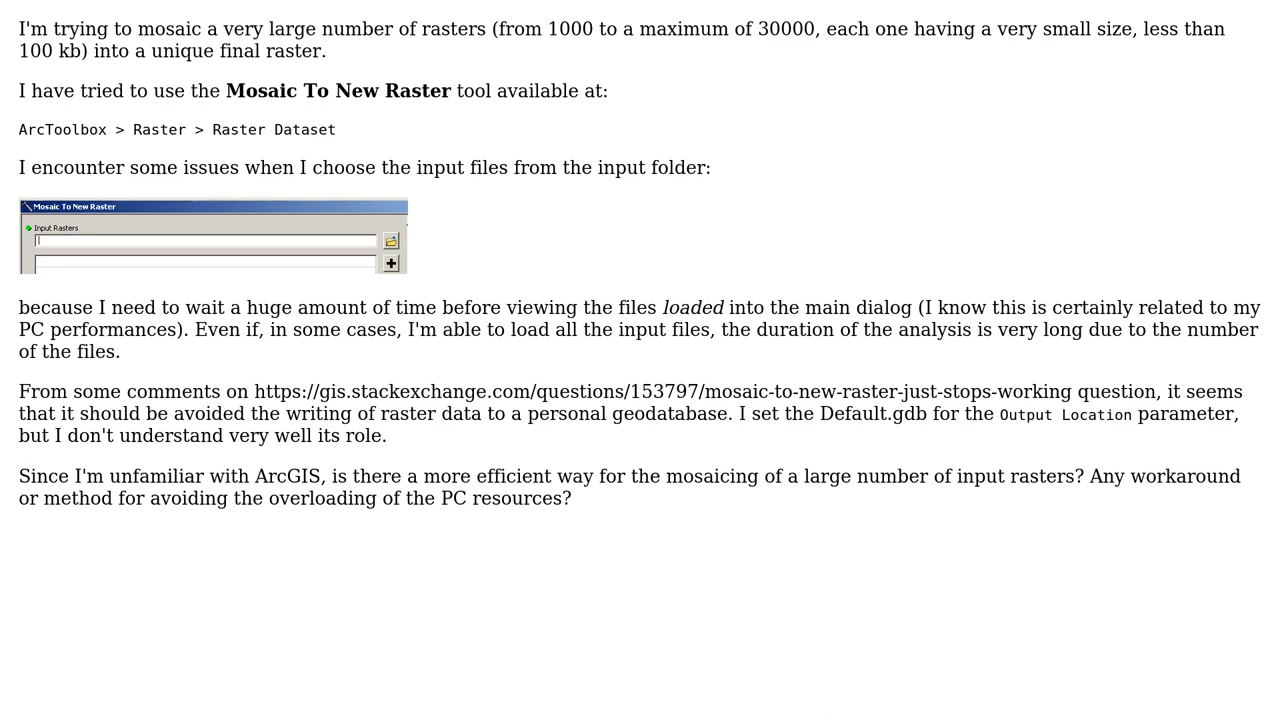 I'm trying to mosaic a very large number of rasters (from 1000 to a maximum of 30000, each one having a very small size, less than
100 kb) into a unique final raster.
I have tried to use the Mosaic To New Raster tool available at:
ArcToolbox > Raster > Raster Dataset
I encounter some issues when I choose the input files from the input folder:
Mosaic To New Raster
Input Rasters
because I need to wait a huge amount of time before viewing the files loaded into the main dialog (I know this is certainly related to my
PC performances). Even if, in some cases, I'm able to load all the input files, the duration of the analysis is very long due to the number
of the files.
From some comments on https://gis.stackexchange.com/questions/153797/mosaic-to-new-raster-just-stops-working question, it seems
that it should be avoided the writing of raster data to a personal geodatabase. I set the Default.gdb for the Output Location parameter,
but I don't understand very well its role.
Since I'm unfamiliar with ArcGIS, is there a more efficient way for the mosaicing of a large number of input rasters? Any workaround
or method for avoiding the overloading of the PC resources?